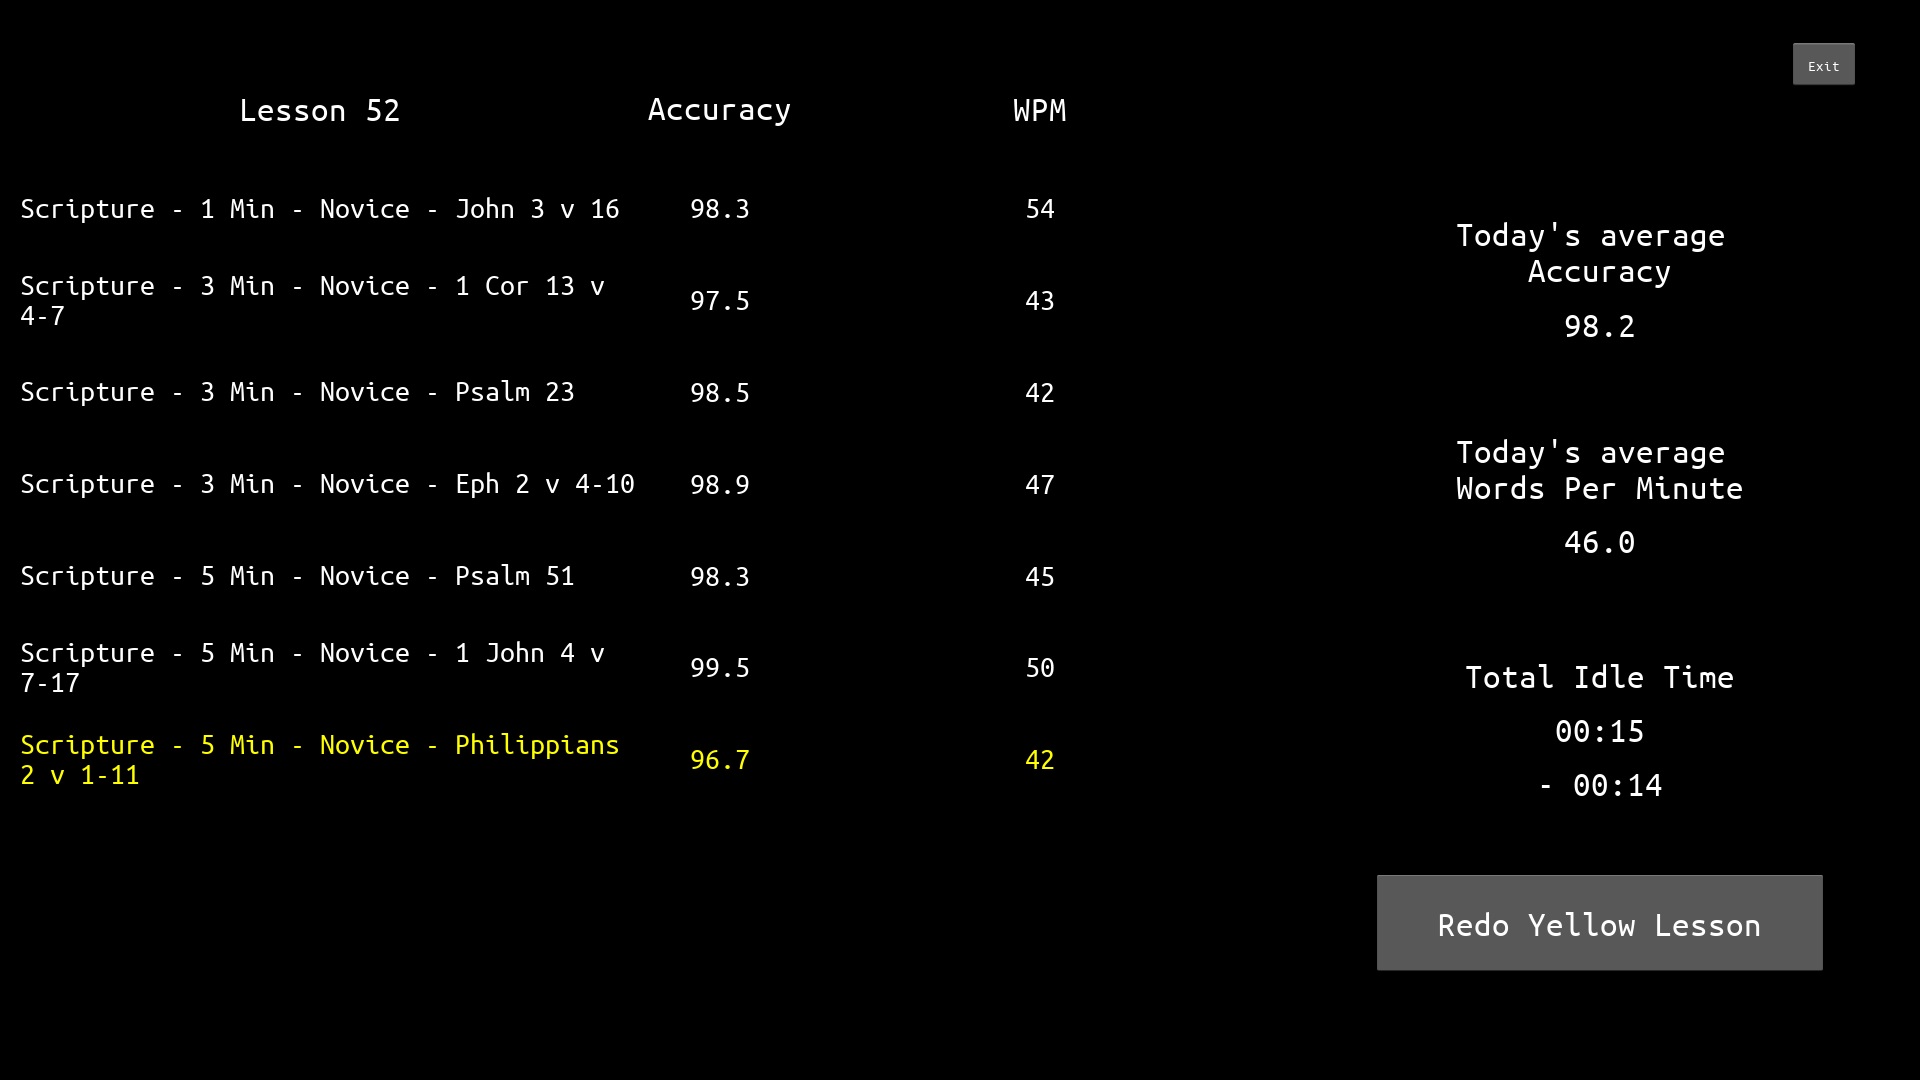 Exit
Lesson 52 Accuracy WPM
Scripture - 1 Min - Novice - John 3 v 16 98.3 54
Scripture - 3 Min - Novice - 1 Cor 13 v
4-7 97.5 43
Scripture - 3 Min - Novice - Psalm 23 98.5 42
Scripture - 3 Min - Novice - Eph 2 v 4-10 98.9 47
Scripture - 5 Min - Novice - Psalm 51 98.3 45
Scripture - 5 Min - Novice - 1 John 4 v
7-17 99.5 50
Scripture - 5 Min - Novice - Philippians
2 v 1-11 96.7 42
Today's average
Accuracy
98.2
Today's average
Words Per Minute
46.0
Total Idle Time
00:15
- 00:14
Redo Yellow Lesson